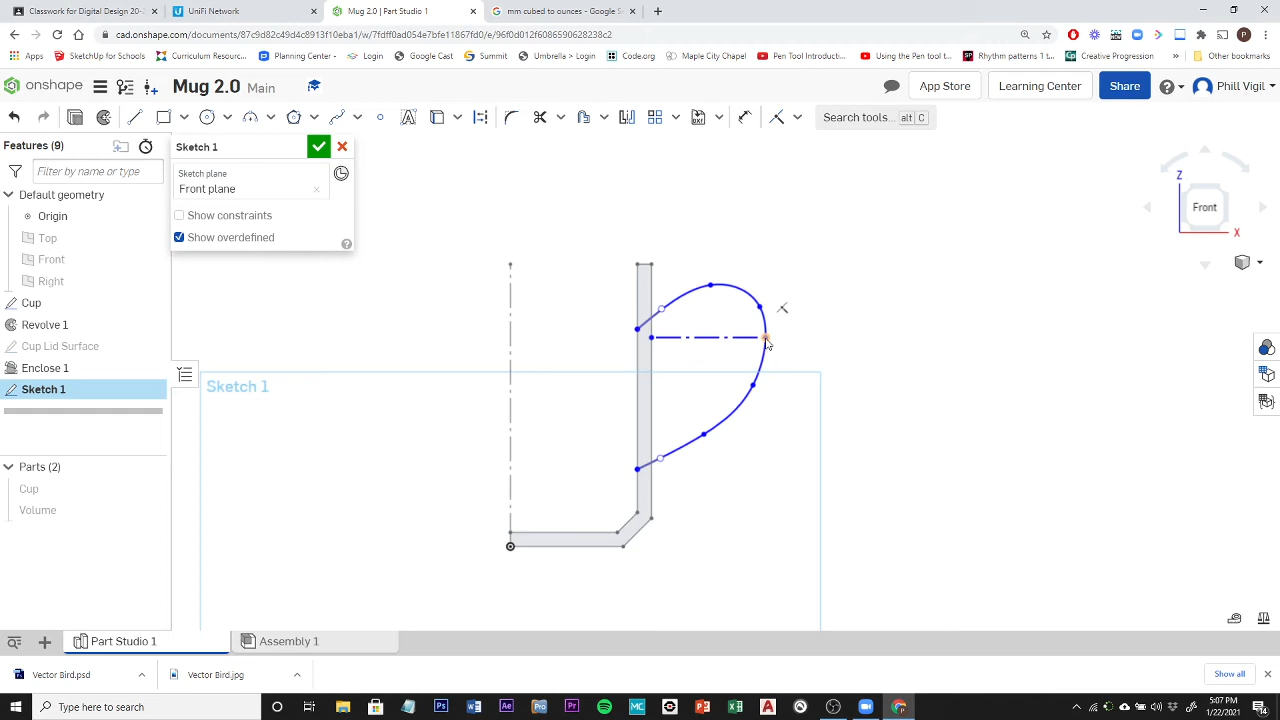 Classwork for Digital Design 20-2
UniFi Network
Mug 2.0 | Part Studio 1
mm cubed to ounces - Google Se
cad.onshape.com/documents/87c9d82c49d4c8913f10eba1/w/7fdff0ad054e7bfe11867f60/e/96f0d012f6086590628238c2
Apps
SketchUp for Schools
Curriculum Resour...
Planning Center
Sum
Google
Summit
Umbrella > Login
Code.org
Maple City Chapel
Pen Tool Introducti...
Using the Pen tool...
Rhythm patterns 1 t...
Creative Progression
Other bookmarks
onshape
Mug 2.0 Main
App Store
Learning Center
Share
Phill Vigil
Search tools... alt C
Features (9)
Filter by name or type
Default geometry
Origin
Top
Front
Right
Cup
Revolve 1
Cup Lid Surface
Enclose 1
Sketch 1
Parts (2)
Cup
Volume
Sketch 1
Sketch plane
Front plane
Show constraints
Show overdefined
Sketch 1
Z
Front
X
Part Studio 1
Assembly 1
Vector Bird.psd
Vector Bird.jpg
Show all
Type here to search
5:07 PM
1/22/2021